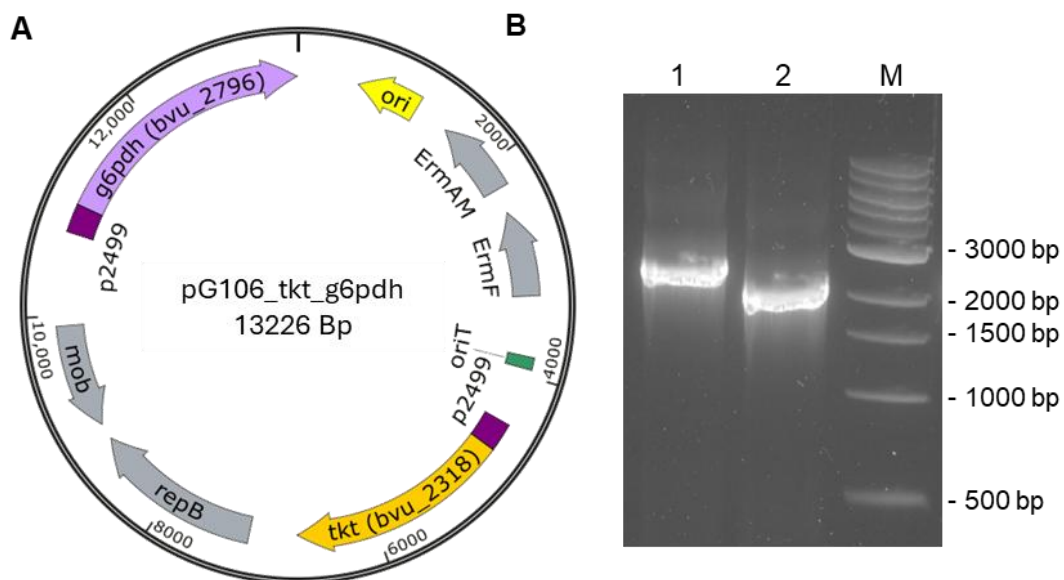 A
B
pG106_tkt_g6pdh
13226 Bp
2000
4000
6000
8000
10,000
12,000
ori
ErmAM
ErmF
oriT
p2499
tkt (bvu_2318)
repB
mob
p2499
g6pdh (bvu_2796)
1 2 M
- 3000 bp
- 2000 bp
- 1500 bp
- 1000 bp
- 500 bp